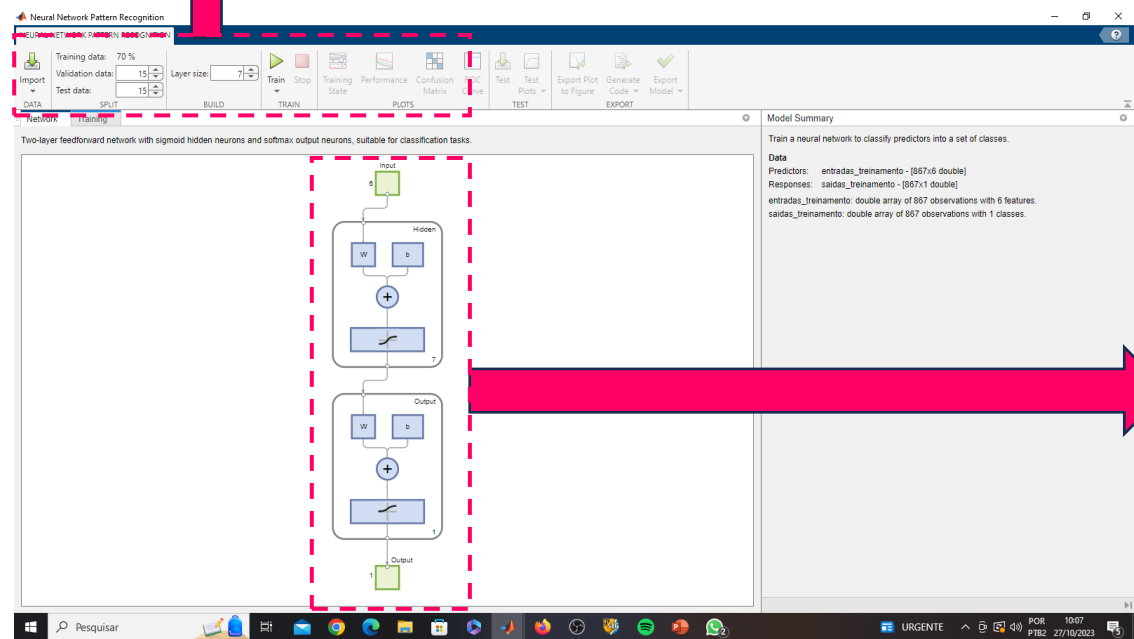 Neural Network Pattern Recognition
NEURAL NETWORK PATTERN RECOGNITION
Import
Training data: 70 %
Validation data: 15
Test data: 15
Layer size: 7
Train
Stop
Training State
Performance
Confusion Matrix
ROC Curve
Test
Test Plots
Export Plot to Figure
Generate Code
Export Model
DATA
SPLIT
BUILD
TRAIN
PLOTS
TEST
EXPORT
Network
Training
Model Summary
Two-layer feedforward network with sigmoid hidden neurons and softmax output neurons, suitable for classification tasks.
Input
6
Hidden
W
b
+
7
Output
W
b
+
1
Output
1
Train a neural network to classify predictors into a set of classes.
Data
Predictors: entradas_treinamento - [867x6 double]
Responses: saidas_treinamento - [867x1 double]
entradas_treinamento: double array of 867 observations with 6 features.
saidas_treinamento: double array of 867 observations with 1 classes.
Pesquisar
2
URGENTE
POR
PTB2
10:07
27/10/2023
5